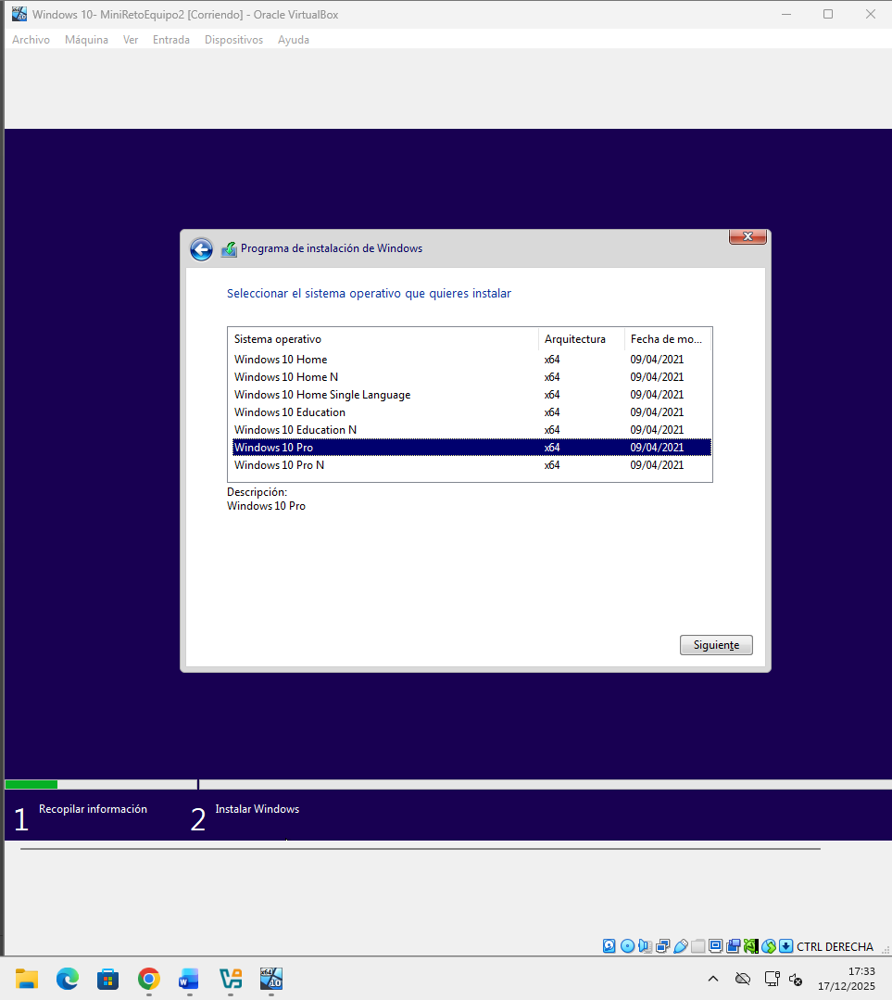 Windows 10- MiniRetoEquipo2 [Corriendo] - Oracle VirtualBox
Archivo Máquina Ver Entrada Dispositivos Ayuda
Programa de instalación de Windows
Seleccionar el sistema operativo que quieres instalar
Sistema operativo Arquitectura Fecha de mo...
Windows 10 Home x64 09/04/2021
Windows 10 Home N x64 09/04/2021
Windows 10 Home Single Language x64 09/04/2021
Windows 10 Education x64 09/04/2021
Windows 10 Education N x64 09/04/2021
Windows 10 Pro x64 09/04/2021
Windows 10 Pro N x64 09/04/2021
Descripción:
Windows 10 Pro
Siguiente
1 Recopilar información 2 Instalar Windows
CTRL DERECHA
17:33
17/12/2025